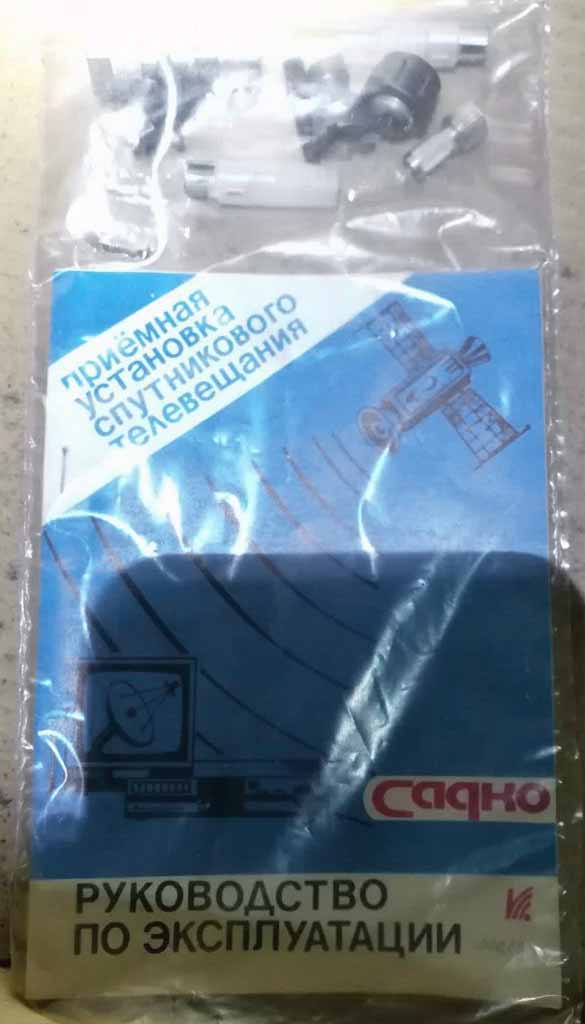 приёмная
установка
спутникового
телевещания
Садко
РУКОВОДСТВО
ПО ЭКСПЛУАТАЦИИ